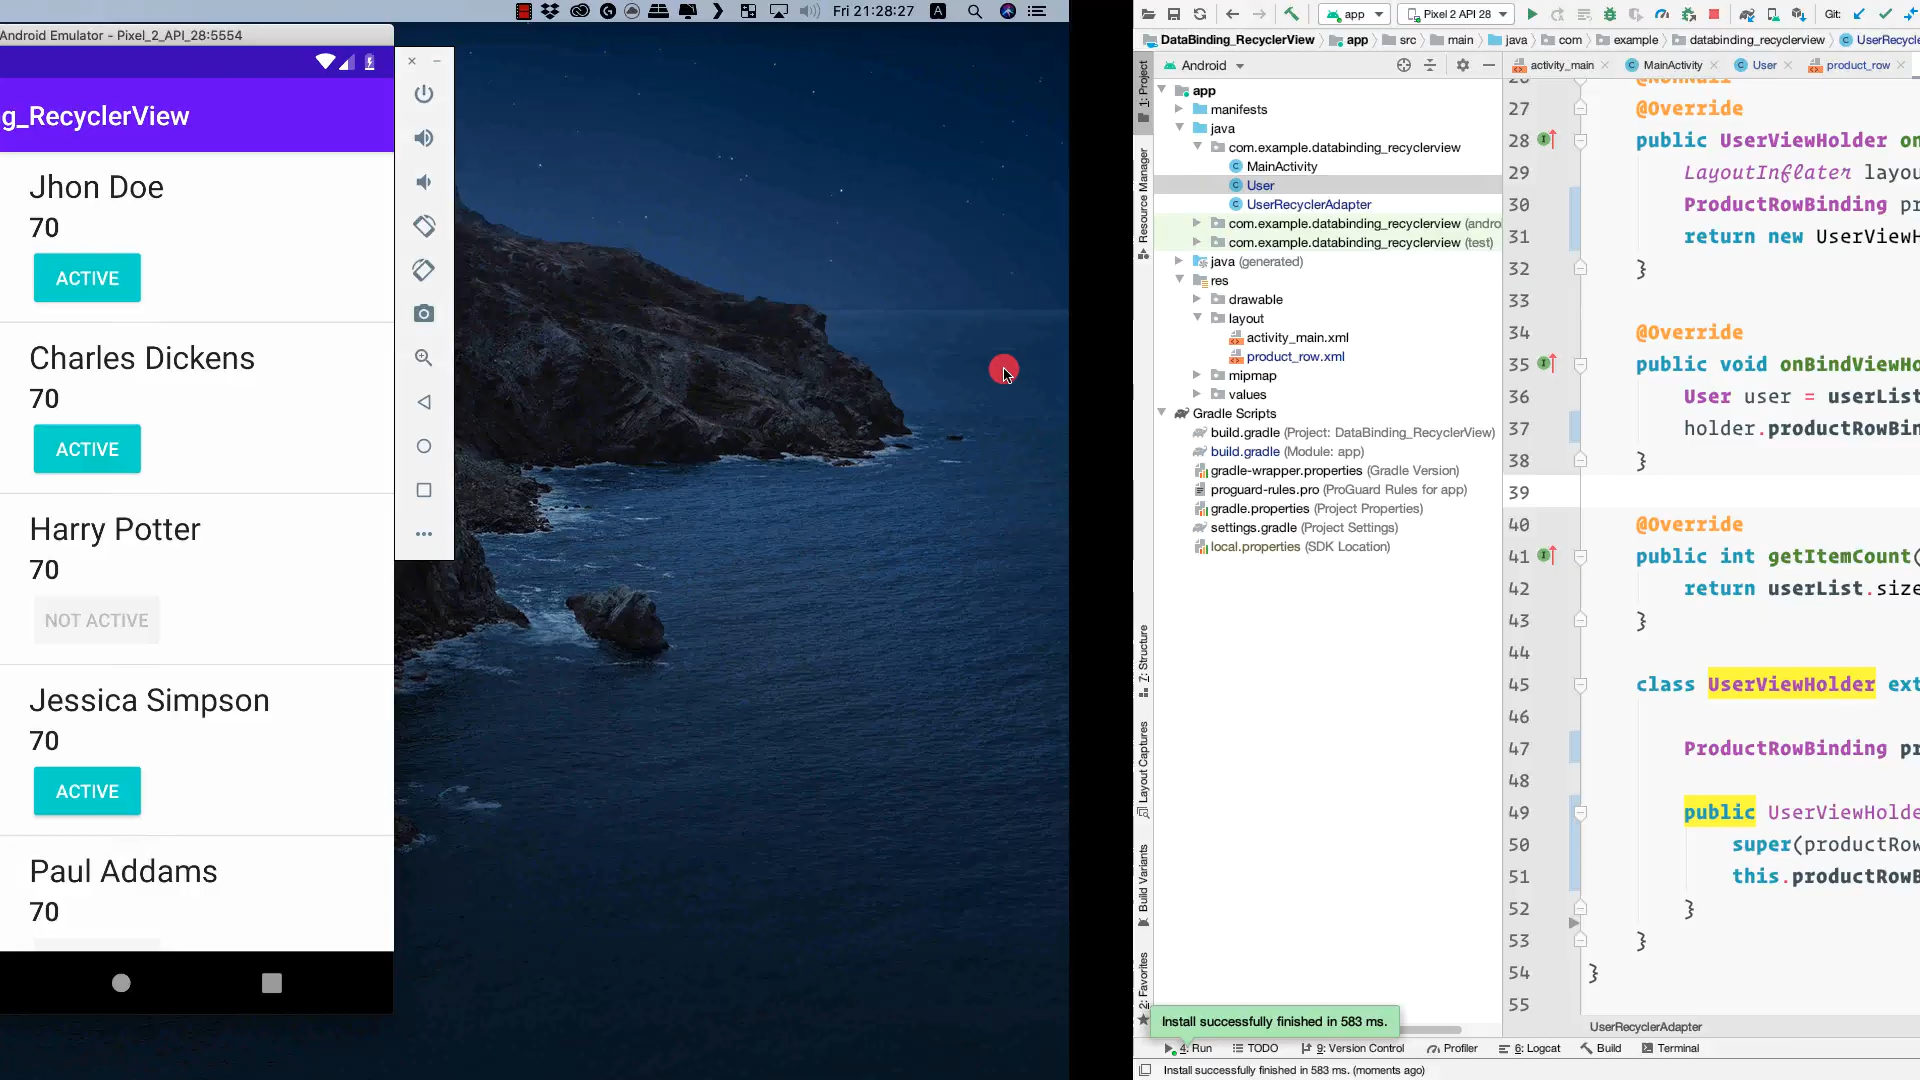 Fri 21:28:27
A
Android Emulator - Pixel_2_API_28:5554
g_RecyclerView
Jhon Doe
70
ACTIVE
Charles Dickens
70
ACTIVE
Harry Potter
70
NOT ACTIVE
Jessica Simpson
70
ACTIVE
Paul Addams
70
app
Pixel 2 API 28
Git:
DataBinding_RecyclerView
app
src
main
java
com
example
databinding_recyclerview
UserRecycle
Android
activity_main
MainActivity
User
product_row
1: Project
Resource Manager
7: Structure
Layout Captures
Build Variants
2: Favorites
app
manifests
java
com.example.databinding_recyclerview
MainActivity
User
UserRecyclerAdapter
com.example.databinding_recyclerview (andro
com.example.databinding_recyclerview (test)
java (generated)
res
drawable
layout
activity_main.xml
product_row.xml
mipmap
values
Gradle Scripts
build.gradle (Project: DataBinding_RecyclerView)
build.gradle (Module: app)
gradle-wrapper.properties (Gradle Version)
proguard-rules.pro (ProGuard Rules for app)
gradle.properties (Project Properties)
settings.gradle (Project Settings)
local.properties (SDK Location)
26 @NonNull
27 @Override
28 public UserViewHolder on
29 LayoutInflater layou
30 ProductRowBinding pr
31 return new UserViewH
32 }
33
34 @Override
35 public void onBindViewHo
36 User user = userList
37 holder.productRowBin
38 }
39
40 @Override
41 public int getItemCount(
42 return userList.size
43 }
44
45 class UserViewHolder ext
46
47 ProductRowBinding pr
48
49 public UserViewHolde
50 super(productRow
51 this.productRowB
52 }
53 }
54 }
55
UserRecyclerAdapter
Install successfully finished in 583 ms.
4: Run
TODO
9: Version Control
Profiler
6: Logcat
Build
Terminal
Install successfully finished in 583 ms. (moments ago)